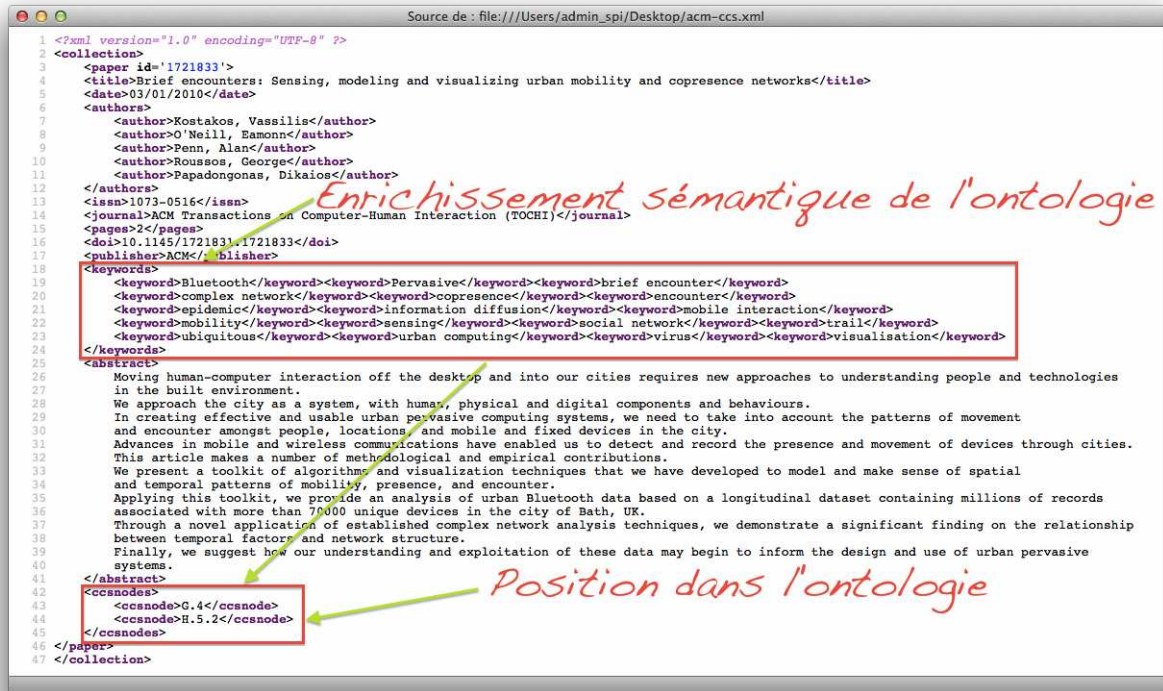 Source de : file:///Users/admin_spi/Desktop/acm-ccs.xml
1 <?xml version="1.0" encoding="UTF-8" ?>
2 <collection>
3 <paper id='1721833'>
4 <title>Brief encounters: Sensing, modeling and visualizing urban mobility and copresence networks</title>
5 <date>03/01/2010</date>
6 <authors>
7 <author>Kostakos, Vassilis</author>
8 <author>O'Neill, Eamonn</author>
9 <author>Penn, Alan</author>
10 <author>Roussos, George</author>
11 <author>Papadongonas, Dikaios</author>
12 </authors>
Enrichissement sémantique de l'ontologie
13 <issn>1073-0516</issn>
14 <journal>ACM Transactions on Computer-Human Interaction (TOCHI)</journal>
15 <pages>2</pages>
16 <doi>10.1145/1721831.1721833</doi>
17 <publisher>ACM</publisher>
18 <keywords>
19 <keyword>Bluetooth</keyword><keyword>Pervasive</keyword><keyword>brief encounter</keyword>
20 <keyword>complex network</keyword><keyword>copresence</keyword><keyword>encounter</keyword>
21 <keyword>epidemic</keyword><keyword>information diffusion</keyword><keyword>mobile interaction</keyword>
22 <keyword>mobility</keyword><keyword>sensing</keyword><keyword>social network</keyword><keyword>trail</keyword>
23 <keyword>ubiquitous</keyword><keyword>urban computing</keyword><keyword>virus</keyword><keyword>visualisation</keyword>
24 </keywords>
25 <abstract>
26 Moving human-computer interaction off the desktop and into our cities requires new approaches to understanding people and technologies
27 in the built environment.
28 We approach the city as a system, with human, physical and digital components and behaviours.
29 In creating effective and usable urban pervasive computing systems, we need to take into account the patterns of movement
30 and encounter amongst people, locations, and mobile and fixed devices in the city.
31 Advances in mobile and wireless communications have enabled us to detect and record the presence and movement of devices through cities.
32 This article makes a number of methodological and empirical contributions.
33 We present a toolkit of algorithms and visualization techniques that we have developed to model and make sense of spatial
34 and temporal patterns of mobility, presence, and encounter.
35 Applying this toolkit, we provide an analysis of urban Bluetooth data based on a longitudinal dataset containing millions of records
36 associated with more than 70000 unique devices in the city of Bath, UK.
37 Through a novel application of established complex network analysis techniques, we demonstrate a significant finding on the relationship
38 between temporal factors and network structure.
39 Finally, we suggest how our understanding and exploitation of these data may begin to inform the design and use of urban pervasive
40 systems.
41 </abstract>
Position dans l'ontologie
42 <ccsnodes>
43 <ccsnode>G.4</ccsnode>
44 <ccsnode>H.5.2</ccsnode>
45 </ccsnodes>
46 </paper>
47 </collection>